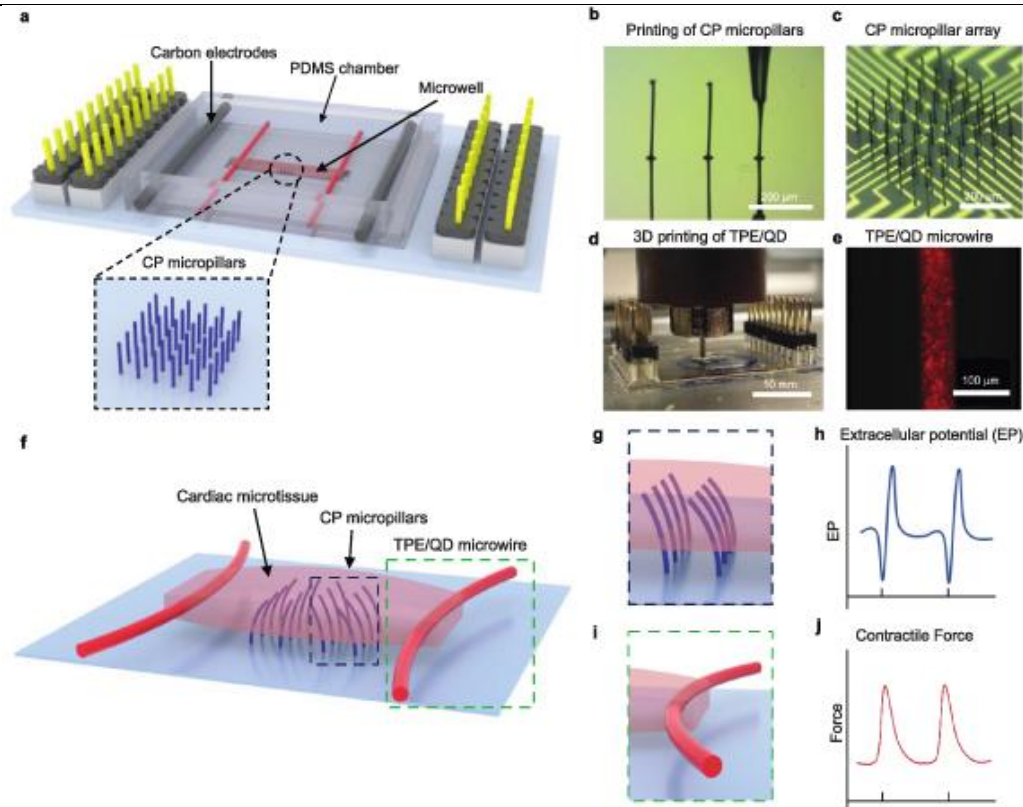 a
Carbon electrodes
PDMS chamber
Microwell
CP micropillars
b
Printing of CP micropillars
200 µm
c
CP micropillar array
200 µm
d
3D printing of TPE/QD
10 mm
e
TPE/QD microwire
100 µm
f
Cardiac microtissue
CP micropillars
TPE/QD microwire
g
h
Extracellular potential (EP)
EP
i
j
Contractile Force
Force